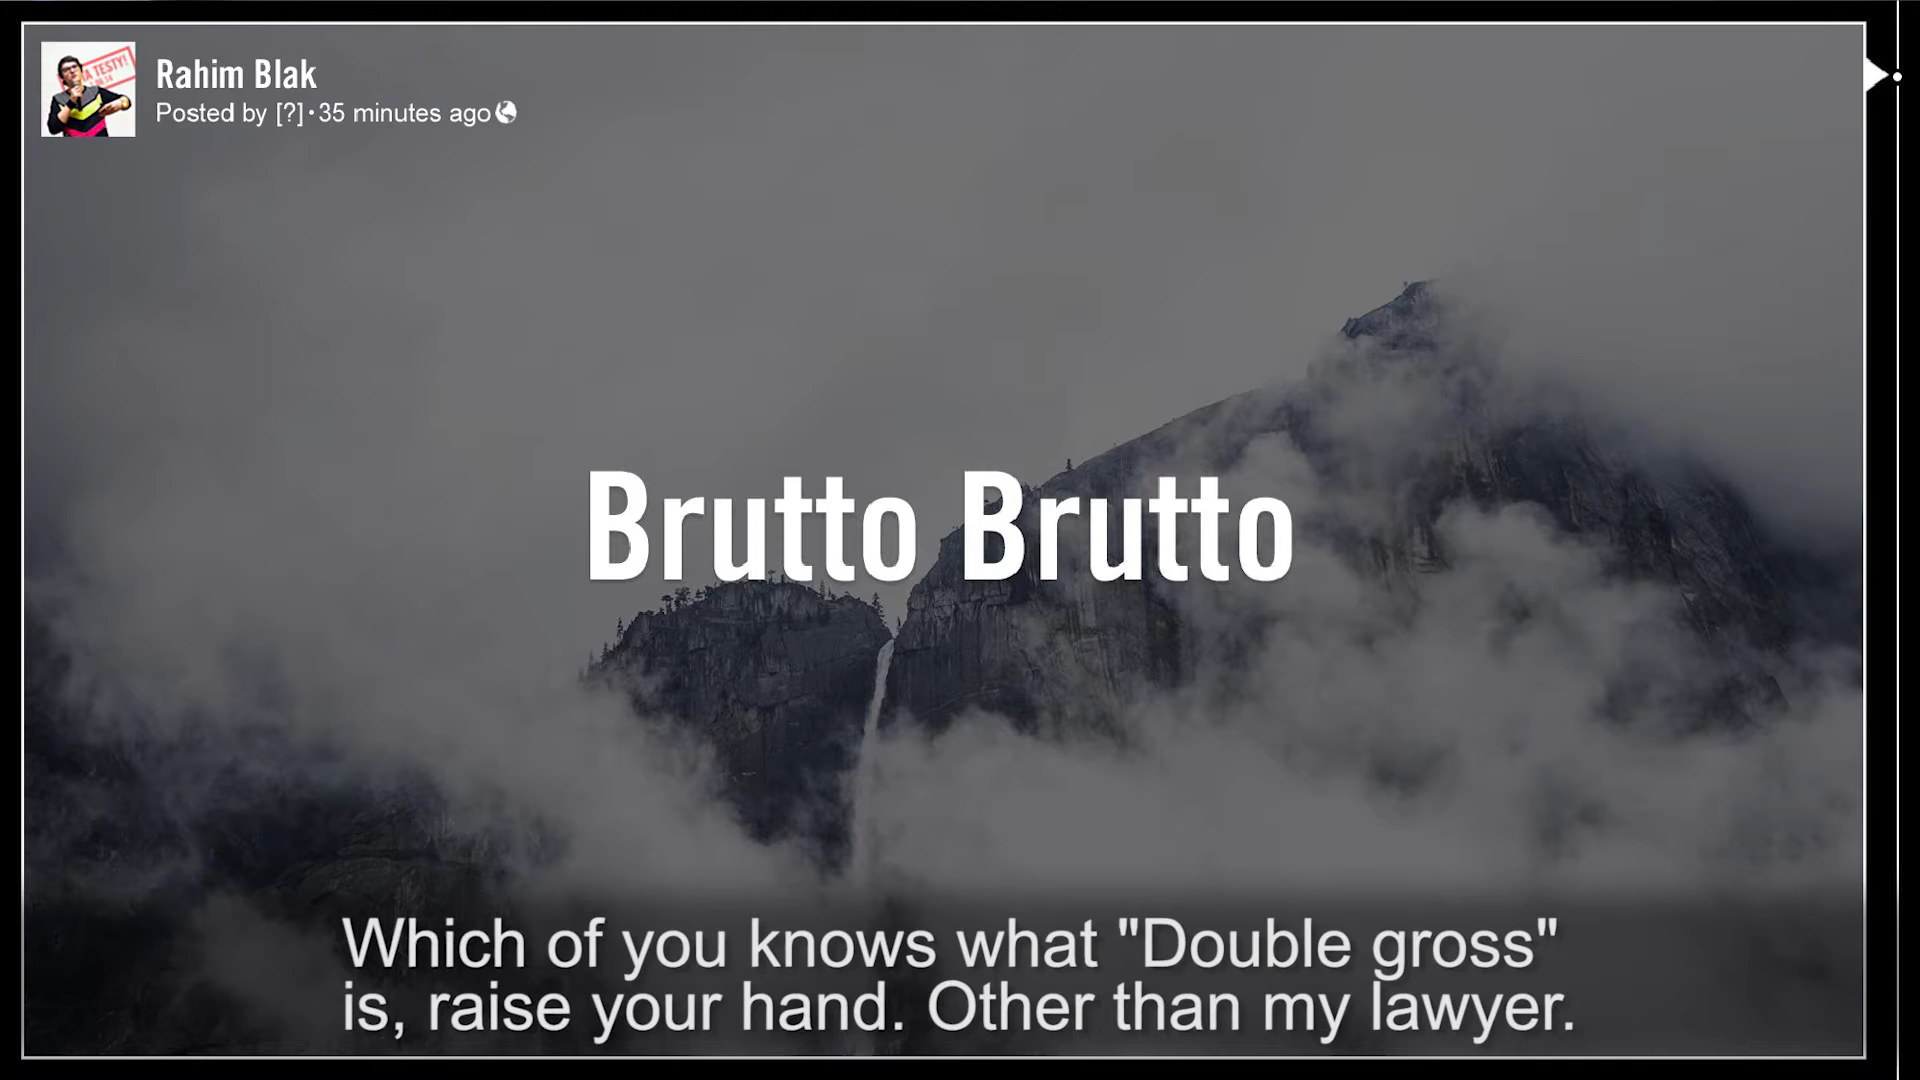 A TESTY!
Rahim Blak
Posted by [?] · 35 minutes ago
Brutto Brutto
Which of you knows what "Double gross"
is, raise your hand. Other than my lawyer.